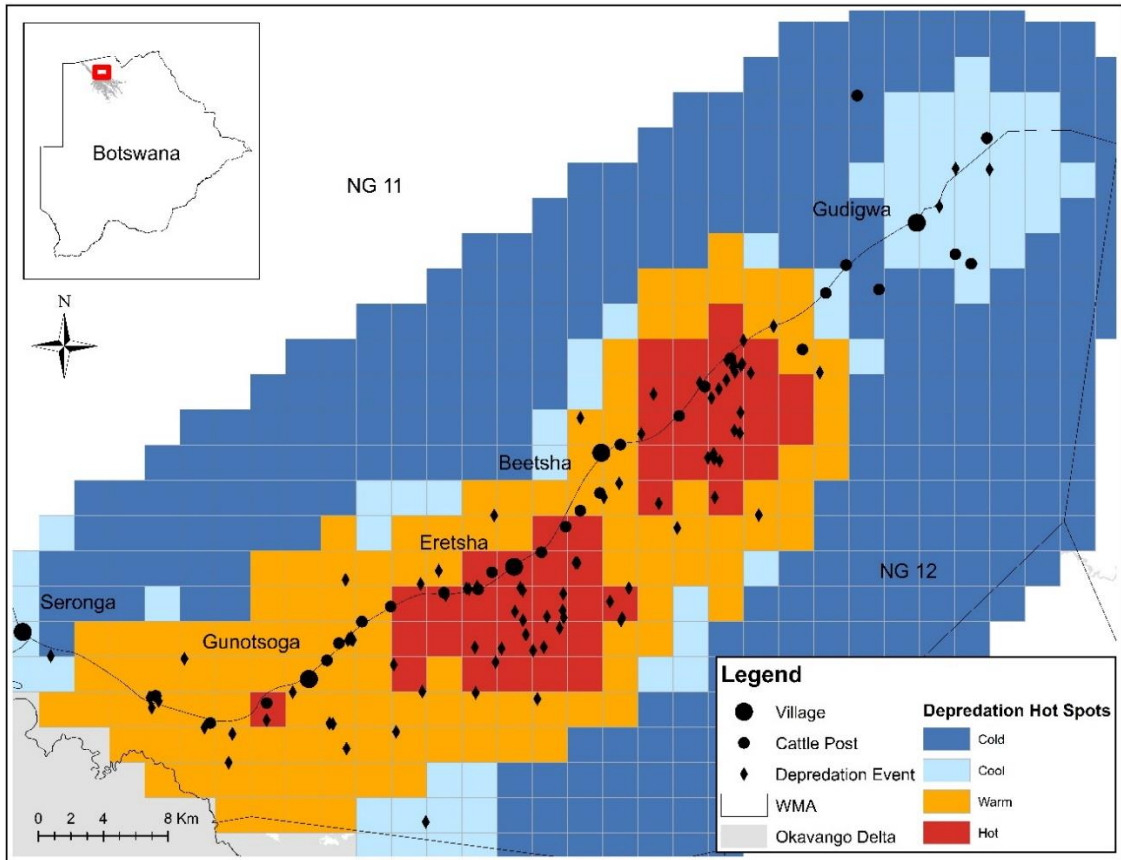 Botswana
NG 11
Gudigwa
N
Beetsha
Eretsha
NG 12
Seronga
Gunotsoga
Legend
Village
Cattle Post
Depredation Event
WMA
Okavango Delta
Depredation Hot Spots
Cold
Cool
Warm
Hot
0 2 4 8 Km